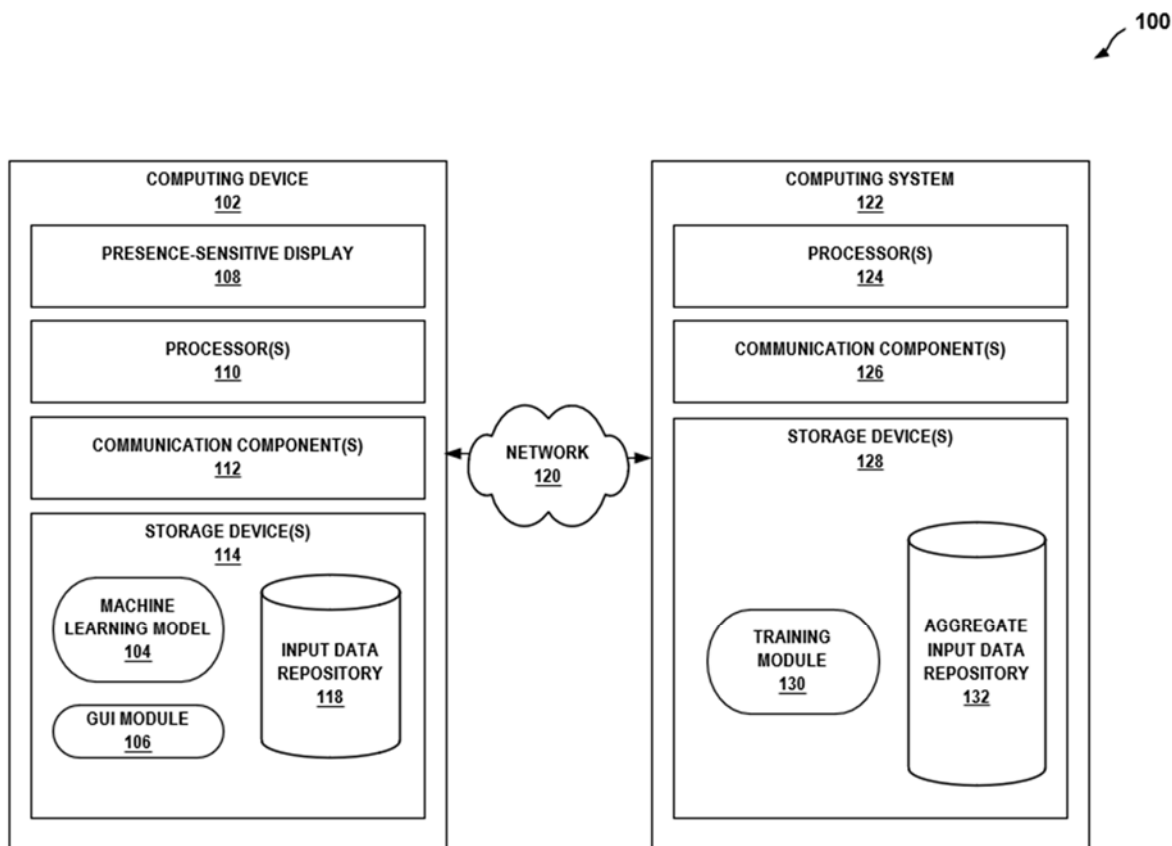 100
COMPUTING DEVICE
102
PRESENCE-SENSITIVE DISPLAY
108
PROCESSOR(S)
110
COMMUNICATION COMPONENT(S)
112
STORAGE DEVICE(S)
114
MACHINE
LEARNING MODEL
104
GUI MODULE
106
INPUT DATA
REPOSITORY
118
NETWORK
120
COMPUTING SYSTEM
122
PROCESSOR(S)
124
COMMUNICATION COMPONENT(S)
126
STORAGE DEVICE(S)
128
TRAINING
MODULE
130
AGGREGATE
INPUT DATA
REPOSITORY
132